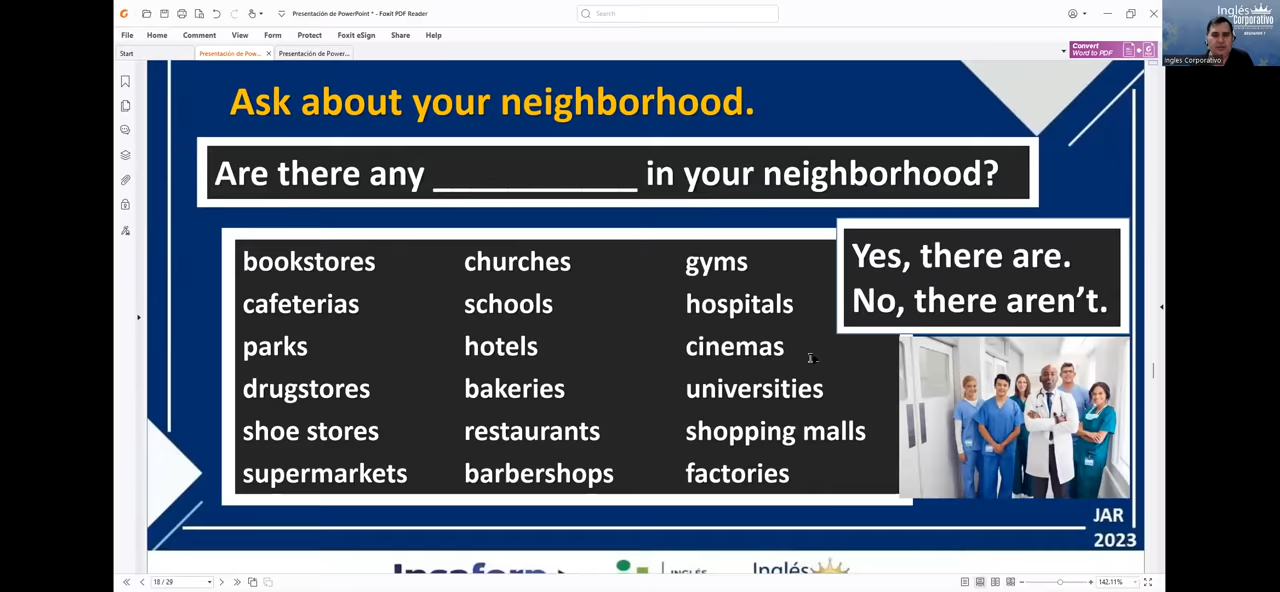 Presentación de PowerPoint * - Foxit PDF Reader
Search
File Home Comment View Form Protect Foxit eSign Share Help
Start
Presentación de Pow...
Presentación de Power...
Convert
Word to PDF
Inglés
Corporativo
Ingles Corporativo
Ask about your neighborhood.
Are there any ____________ in your neighborhood?
bookstores churches gyms
cafeterias schools hospitals
parks hotels cinemas
drugstores bakeries universities
shoe stores restaurants shopping malls
supermarkets barbershops factories
Yes, there are.
No, there aren't.
JAR
2023
Insaforp
INGLÉS
Inglés
18 / 29
142.11%